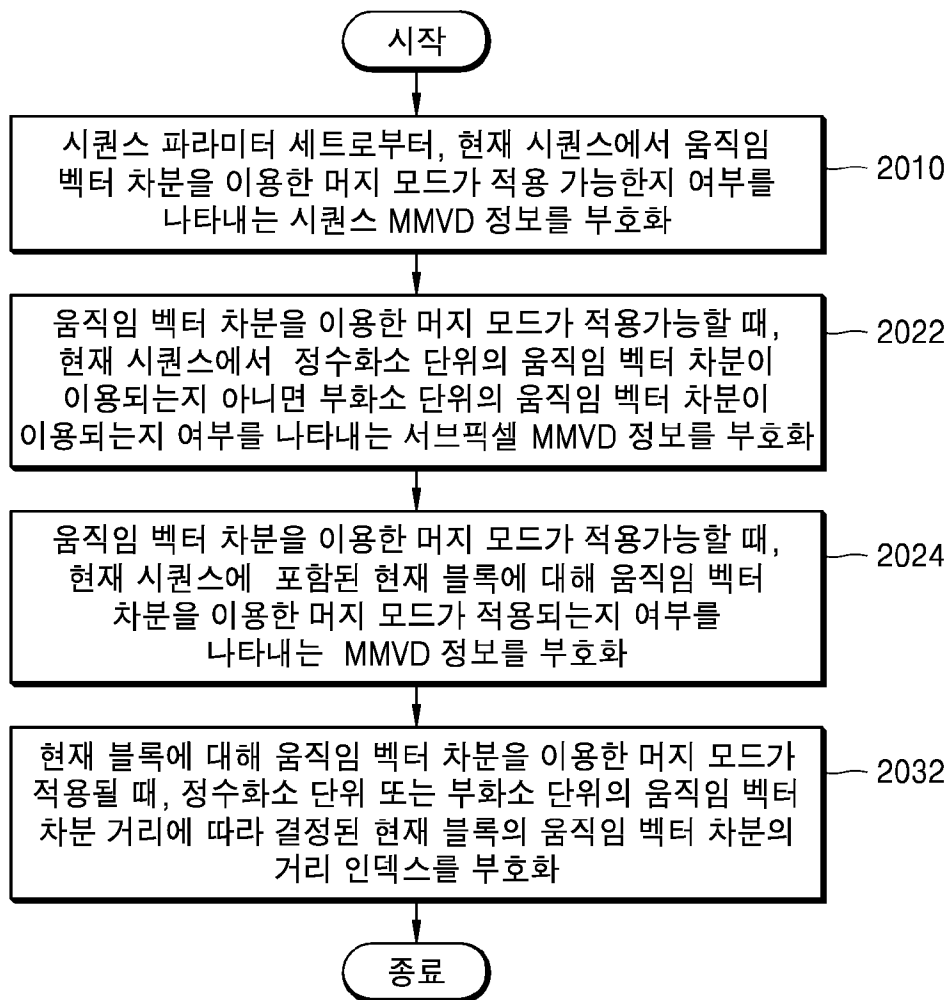 시작
시퀀스 파라미터 세트로부터, 현재 시퀀스에서 움직임
벡터 차분을 이용한 머지 모드가 적용 가능한지 여부를
나타내는 시퀀스 MMVD 정보를 부호화
2010
움직임 벡터 차분을 이용한 머지 모드가 적용가능할 때,
현재 시퀀스에서 정수화소 단위의 움직임 벡터 차분이
이용되는지 아니면 부화소 단위의 움직임 벡터 차분이
이용되는지 여부를 나타내는 서브픽셀 MMVD 정보를 부호화
2022
움직임 벡터 차분을 이용한 머지 모드가 적용가능할 때,
현재 시퀀스에 포함된 현재 블록에 대해 움직임 벡터
차분을 이용한 머지 모드가 적용되는지 여부를
나타내는 MMVD 정보를 부호화
2024
현재 블록에 대해 움직임 벡터 차분을 이용한 머지 모드가
적용될 때, 정수화소 단위 또는 부화소 단위의 움직임 벡터
차분 거리에 따라 결정된 현재 블록의 움직임 벡터 차분의
거리 인덱스를 부호화
2032
종료